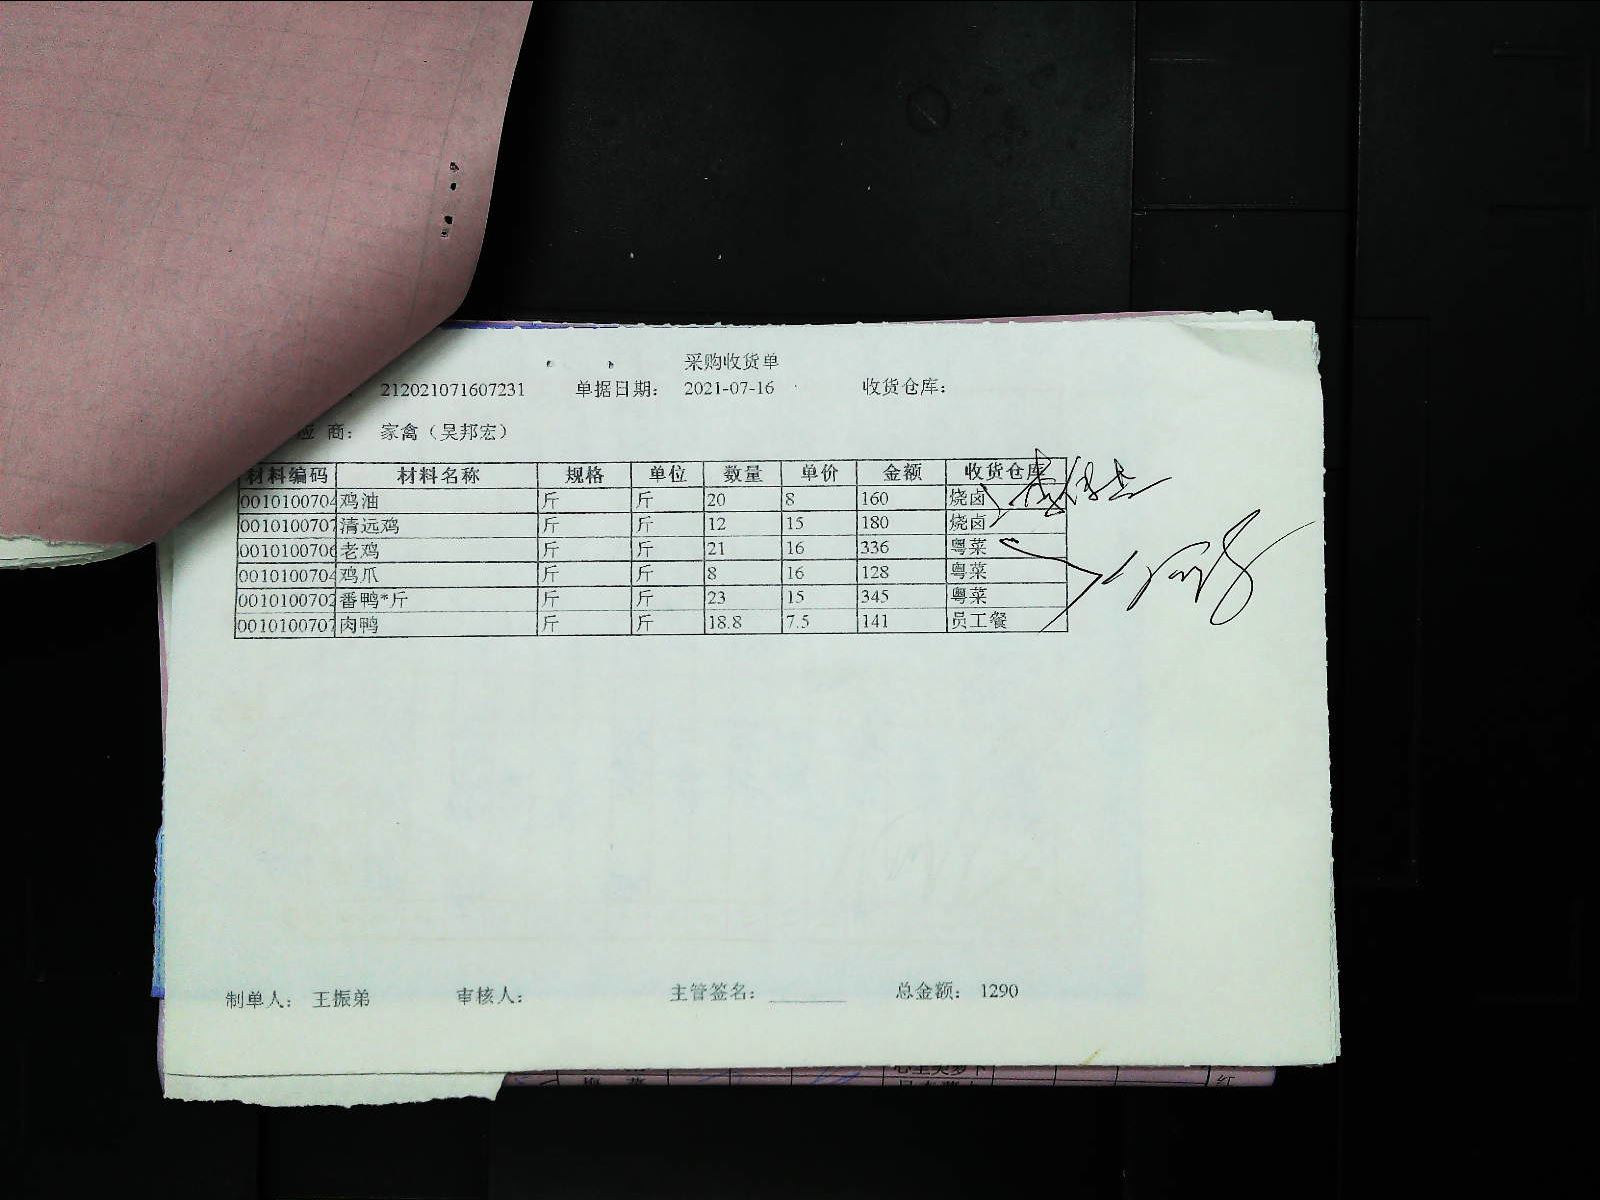 采购收货单
212021071607231 单据日期： 2021-07-16 收货仓库：
应 商： 家禽（吴邦宏）
材料编码 材料名称 规格 单位 数量 单价 金额 收货仓库
0010100704 鸡油 斤 斤 20 8 160 烧卤
0010100707 清远鸡 斤 斤 12 15 180 烧卤
0010100706 老鸡 斤 斤 21 16 336 粤菜
0010100704 鸡爪 斤 斤 8 16 128 粤菜
0010100702 番鸭*斤 斤 斤 23 15 345 粤菜
0010100707 肉鸭 斤 斤 18.8 7.5 141 员工餐
制单人： 王振弟 审核人： 主管签名： 总金额： 1290